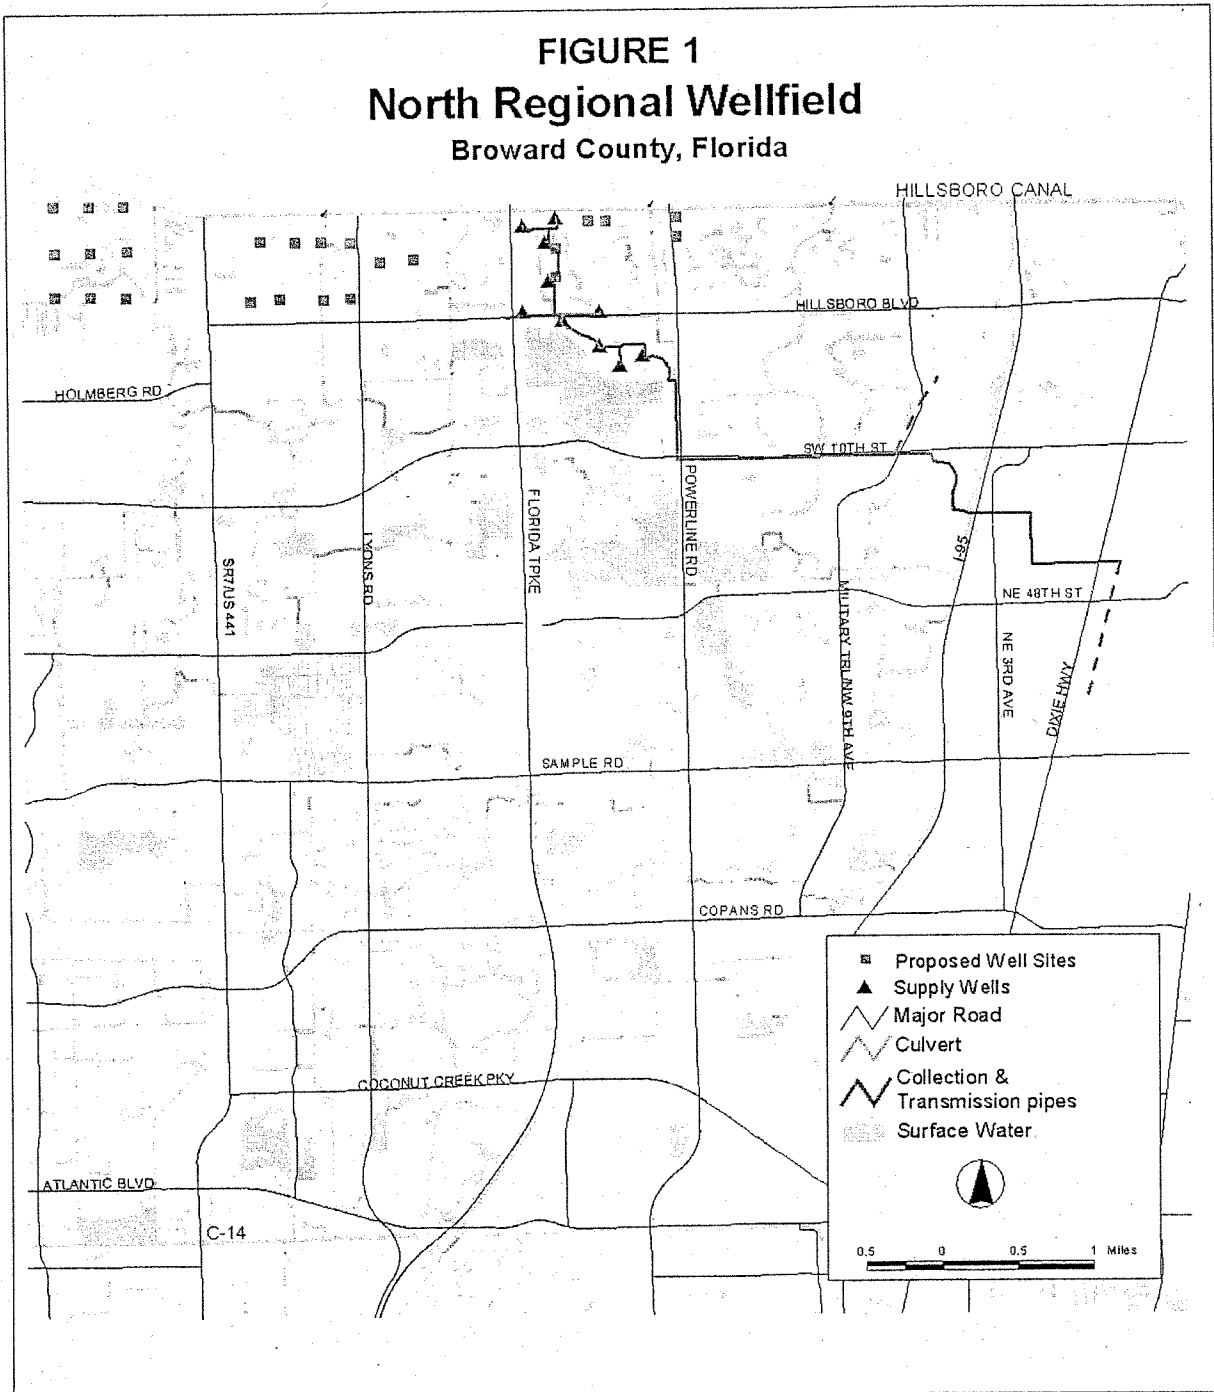 FIGURE 1
North Regional Wellfield
Broward County, Florida
HILLSBORO CANAL
HILLSBORO BLVD
HOLMBERG RD
SW 10TH ST
POWERLINE RD
FLORIDA TPKE
LYONS RD
SR7/US 441
I-95
MILITARY TRL/NW 9TH AVE
NE 48TH ST
NE 3RD AVE
DIXIE HWY
SAMPLE RD
COPANS RD
COCONUT CREEK PKY
ATLANTIC BLVD
C-14
Proposed Well Sites
Supply Wells
Major Road
Culvert
Collection &
Transmission pipes
Surface Water
0.5 0 0.5 1 Miles